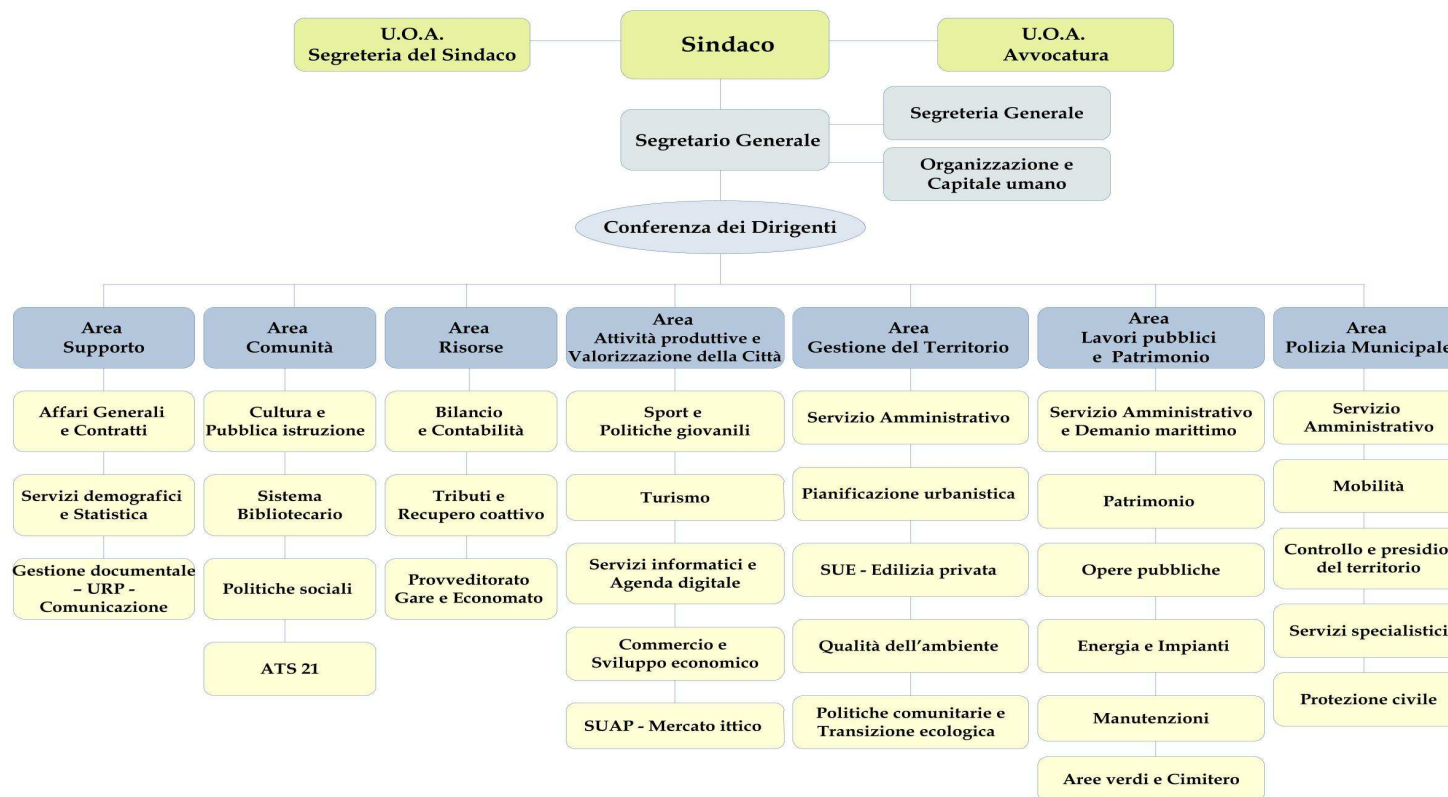 U.O.A.
Segreteria del Sindaco
Sindaco
U.O.A.
Avvocatura
Segretario Generale
Segreteria Generale
Organizzazione e
Capitale umano
Conferenza dei Dirigenti
Area
Supporto
Affari Generali
e Contratti
Servizi demografici
e Statistica
Gestione documentale
– URP -
Comunicazione
Area
Comunità
Cultura e
Pubblica istruzione
Sistema
Bibliotecario
Politiche sociali
ATS 21
Area
Risorse
Bilancio
e Contabilità
Tributi e
Recupero coattivo
Provveditorato
Gare e Economato
Area
Attività produttive e
Valorizzazione della Città
Sport e
Politiche giovanili
Turismo
Servizi informatici e
Agenda digitale
Commercio e
Sviluppo economico
SUAP - Mercato ittico
Area
Gestione del Territorio
Servizio Amministrativo
Pianificazione urbanistica
SUE - Edilizia privata
Qualità dell’ambiente
Politiche comunitarie e
Transizione ecologica
Area
Lavori pubblici
e Patrimonio
Servizio Amministrativo
e Demanio marittimo
Patrimonio
Opere pubbliche
Energia e Impianti
Manutenzioni
Aree verdi e Cimitero
Area
Polizia Municipale
Servizio
Amministrativo
Mobilità
Controllo e presidio
del territorio
Servizi specialistici
Protezione civile